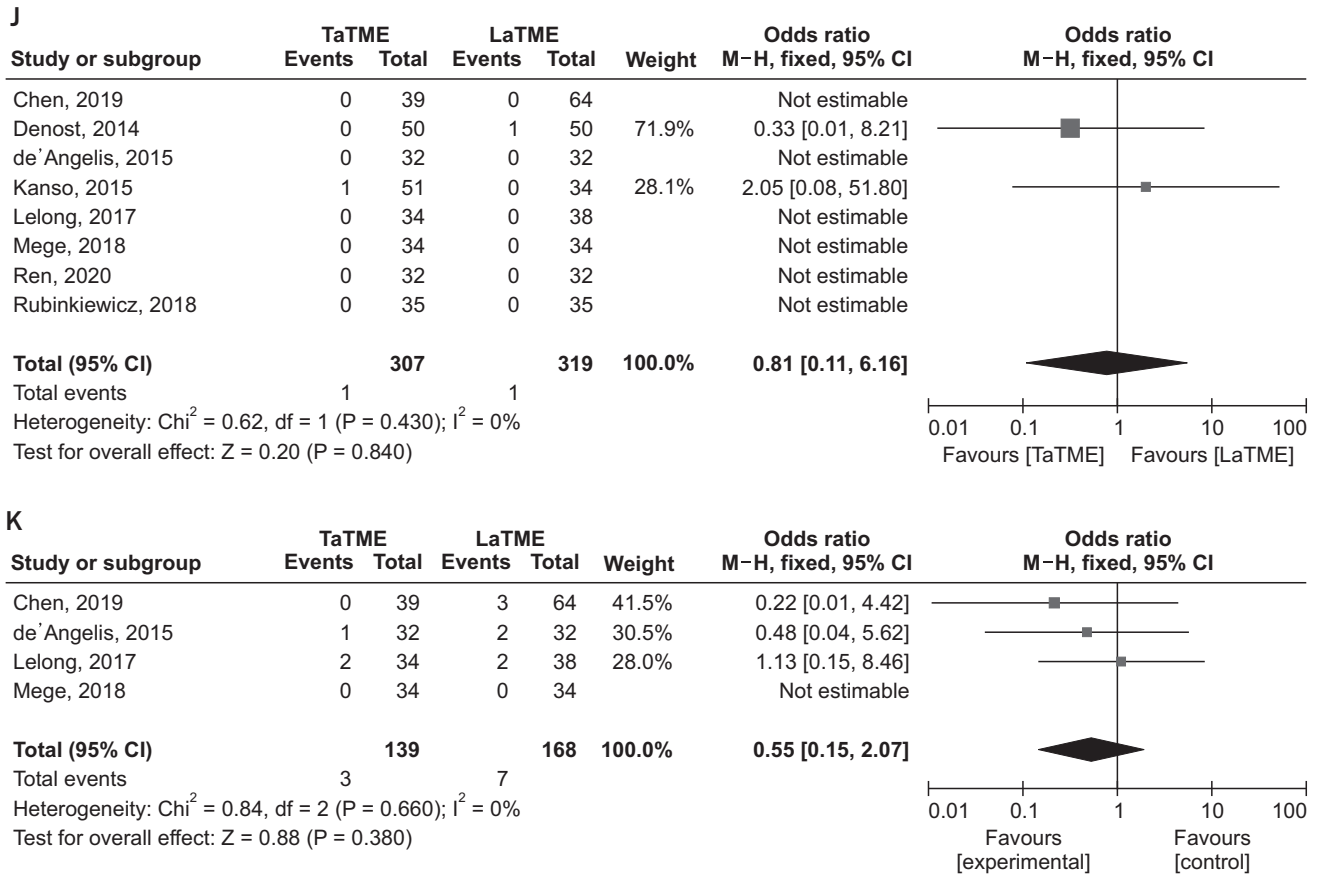 J
TaTME LaTME Odds ratio Odds ratio
Study or subgroup Events Total Events Total Weight M−H, fixed, 95% CI M−H, fixed, 95% CI
Chen, 2019 0 39 0 64 Not estimable
Denost, 2014 0 50 1 50 71.9% 0.33 [0.01, 8.21]
de'Angelis, 2015 0 32 0 32 Not estimable
Kanso, 2015 1 51 0 34 28.1% 2.05 [0.08, 51.80]
Lelong, 2017 0 34 0 38 Not estimable
Mege, 2018 0 34 0 34 Not estimable
Ren, 2020 0 32 0 32 Not estimable
Rubinkiewicz, 2018 0 35 0 35 Not estimable
Total (95% CI) 307 319 100.0% 0.81 [0.11, 6.16]
Total events 1 1
Heterogeneity: Chi² = 0.62, df = 1 (P = 0.430); I² = 0%
0.01 0.1 1 10 100
Test for overall effect: Z = 0.20 (P = 0.840)
Favours [TaTME] Favours [LaTME]
K
TaTME LaTME Odds ratio Odds ratio
Study or subgroup Events Total Events Total Weight M−H, fixed, 95% CI M−H, fixed, 95% CI
Chen, 2019 0 39 3 64 41.5% 0.22 [0.01, 4.42]
de'Angelis, 2015 1 32 2 32 30.5% 0.48 [0.04, 5.62]
Lelong, 2017 2 34 2 38 28.0% 1.13 [0.15, 8.46]
Mege, 2018 0 34 0 34 Not estimable
Total (95% CI) 139 168 100.0% 0.55 [0.15, 2.07]
Total events 3 7
Heterogeneity: Chi² = 0.84, df = 2 (P = 0.660); I² = 0%
0.01 0.1 1 10 100
Test for overall effect: Z = 0.88 (P = 0.380)
Favours Favours
[experimental] [control]